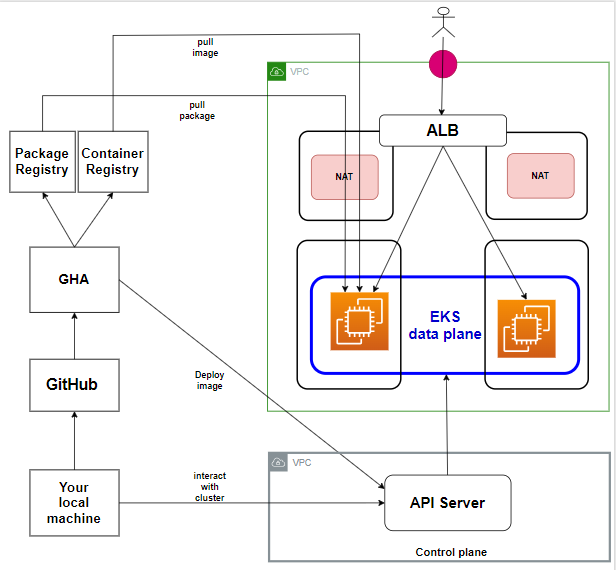 pull
image
VPC
pull
package
ALB
Package
Registry
Container
Registry
NAT
NAT
GHA
EKS
data plane
Deploy
image
GitHub
VPC
Your
local
machine
interact
with
cluster
API Server
Control plane